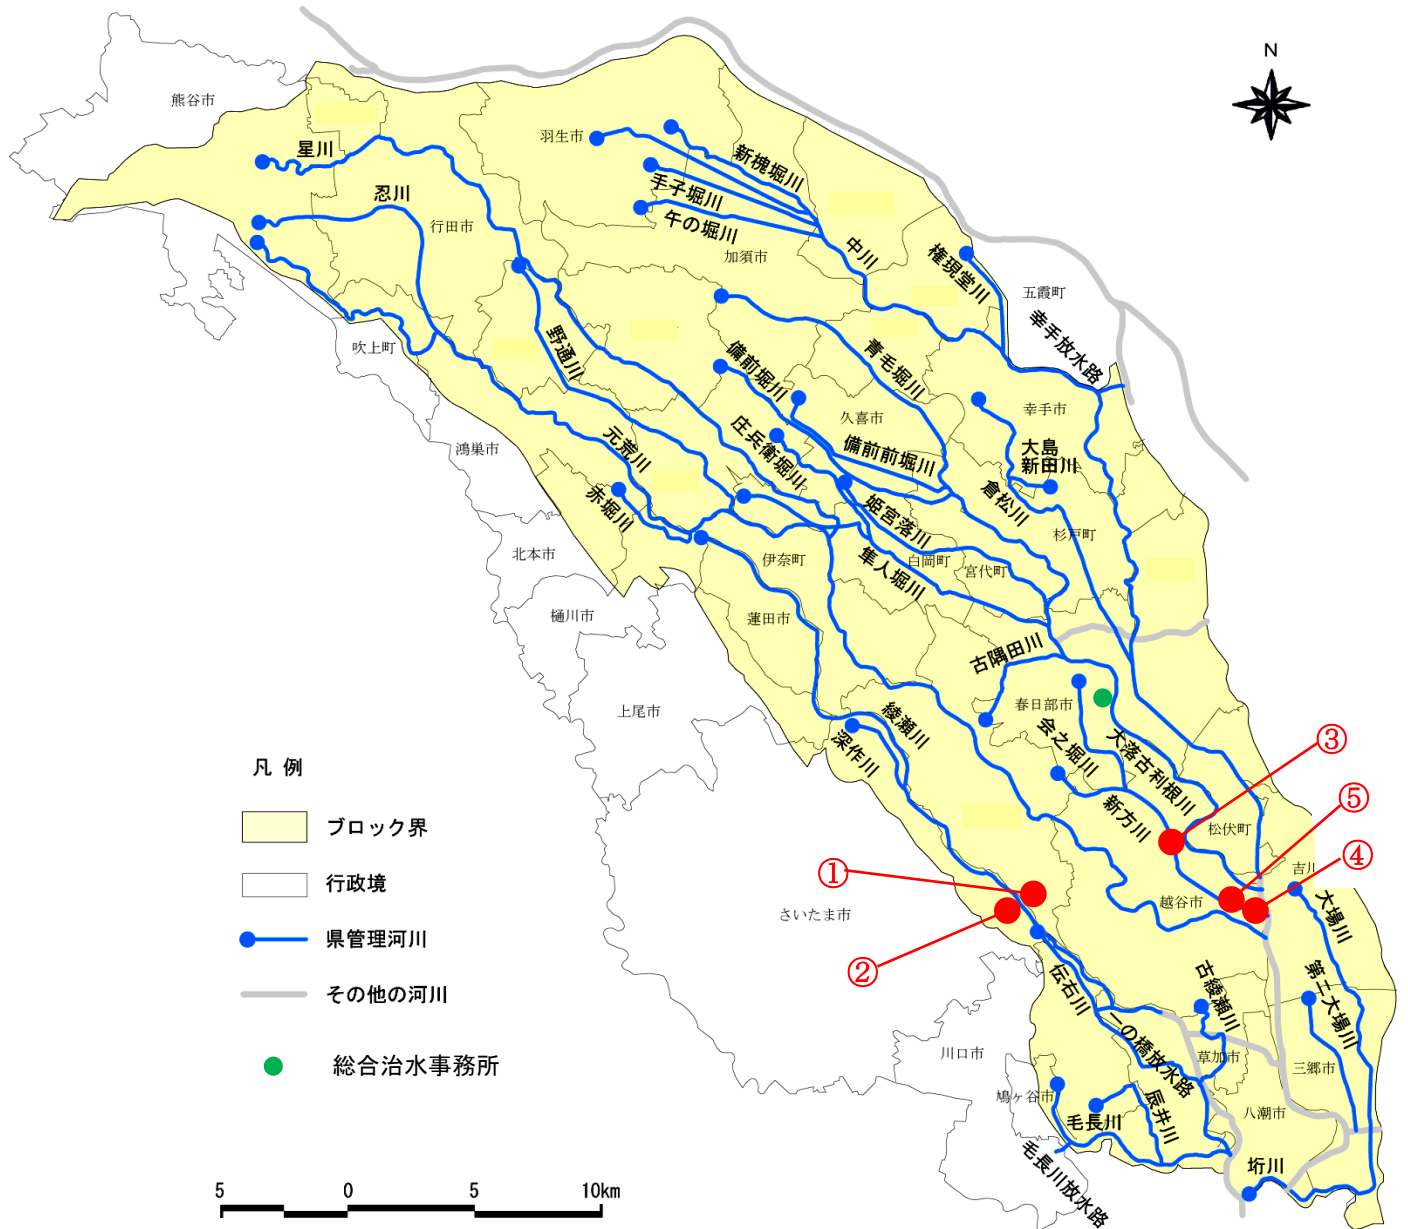 N
熊谷市
星川
羽生市
新槐堀川
手子堀川
午の堀川
忍川
行田市
加須市
中川
権現堂川
五霞町
幸手放水路
吹上町
野通川
備前堀川
青毛堀川
久喜市
幸手市
庄兵衛堀川
備前前堀川
大島
新田川
鴻巣市
元荒川
赤堀川
倉松川
姫宮落川
杉戸町
北本市
伊奈町
隼人堀川
白岡町
宮代町
樋川市
蓮田市
古隅田川
上尾市
綾瀬川
深作川
春日部市
会之堀川
大落古利根川
③
凡 例
ブロック界
行政境
県管理河川
その他の河川
総合治水事務所
新方川
松伏町
⑤
④
①
②
さいたま市
越谷市
吉川
大場川
伝右川
古綾瀬川
第二大場川
一の橋放水路
川口市
草加市
三郷市
鳩ヶ谷市
毛長川
辰井川
八潮市
毛長川放水路
垳川
5 0 5 10km